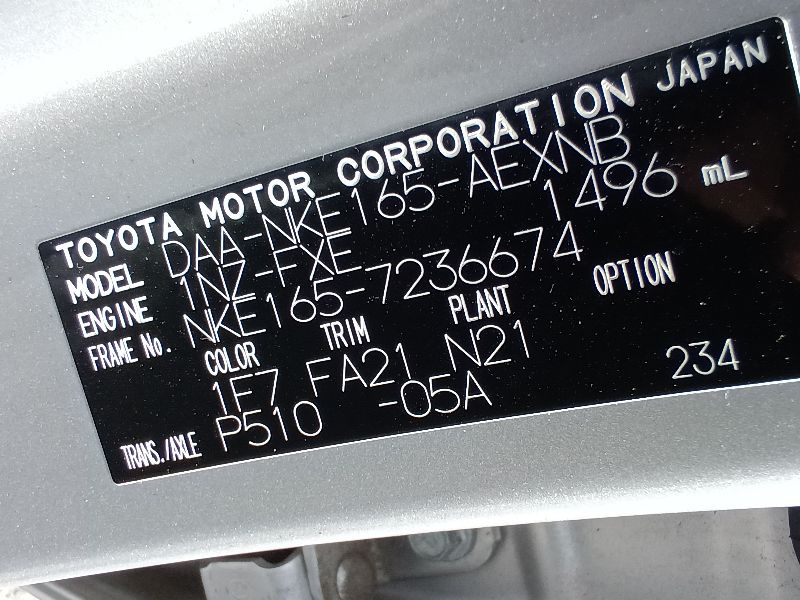 TOYOTA MOTOR CORPORATION JAPAN
MODEL DAA-NKE165-AEXNB
ENGINE 1NZ-FXE 1496 mL
FRAME No. NKE165-7236674
COLOR TRIM PLANT OPTION
1F7 FA21 N21
TRANS./AXLE P510 -05A 234